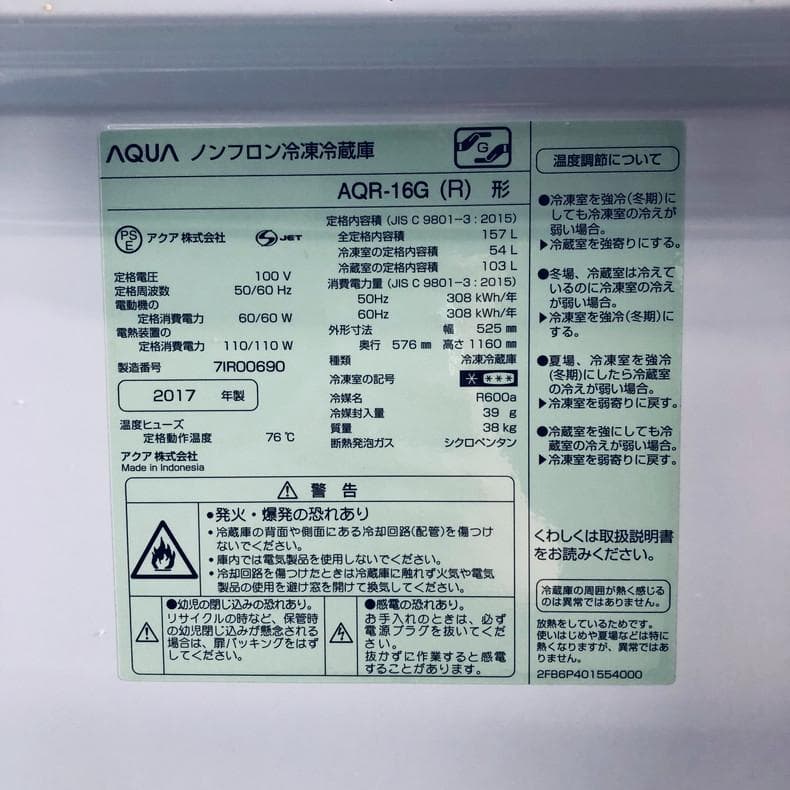 AQUA ノンフロン冷凍冷蔵庫
G
AQR-16G (R) 形
PS
E
アクア株式会社
S JET
定格電圧 100 V
定格周波数 50/60 Hz
電動機の
定格消費電力 60/60 W
電熱装置の
定格消費電力 110/110 W
製造番号 7IR00690
2017 年製
温度ヒューズ
定格動作温度 76 ℃
アクア株式会社
Made in Indonesia
定格内容積 (JIS C 9801-3 : 2015)
全定格内容積 157 L
冷凍室の定格内容積 54 L
冷蔵室の定格内容積 103 L
消費電力量 (JIS C 9801-3 : 2015)
50Hz 308 kWh/年
60Hz 308 kWh/年
外形寸法 幅 525 ㎜
奥行 576 ㎜ 高さ 1160 ㎜
種類 冷凍冷蔵庫
冷凍室の記号 * ***
冷媒名 R600a
冷媒封入量 39 g
質量 38 kg
断熱発泡ガス シクロペンタン
⚠ 警告
●発火・爆発の恐れあり
・冷蔵庫の背面や側面にある冷却回路(配管)を傷つけ
ないでください。
・庫内では電気製品を使用しないでください。
・冷却回路を傷つけたときは冷蔵庫に触れず火気や電気
製品の使用を避け窓を開けて換気してください。
●幼児の閉じ込みの恐れあり。
リサイクルの時など、保管時
の幼児閉じ込みが懸念される
場合は、扉パッキングをはず
してください。
●感電の恐れあり。
お手入れのときは、必ず
電源プラグを抜いてくだ
さい。
抜かずに作業すると感電
することがあります。
温度調節について
●冷凍室を強冷(冬期)に
しても冷凍室の冷えが
弱い場合。
▶冷蔵室を強寄りにする。
●冬場、冷蔵室は冷えて
いるのに冷凍室の冷え
が弱い場合。
▶冷凍室を強冷(冬期)に
する。
●夏場、冷凍室を強冷
(冬期)にしたら冷蔵室
の冷えが弱い場合。
▶冷凍室を弱寄りに戻す。
●冷蔵室を強にしても冷
蔵室の冷えが弱い場合。
▶冷凍室を弱寄りに戻す。
くわしくは取扱説明書
をお読みください。
冷蔵庫の周囲が熱く感じる
のは異常ではありません。
放熱をしているためです。
使いはじめや夏場などは特に
熱くなりますが、異常ではあ
りません。
2FB6P401554000